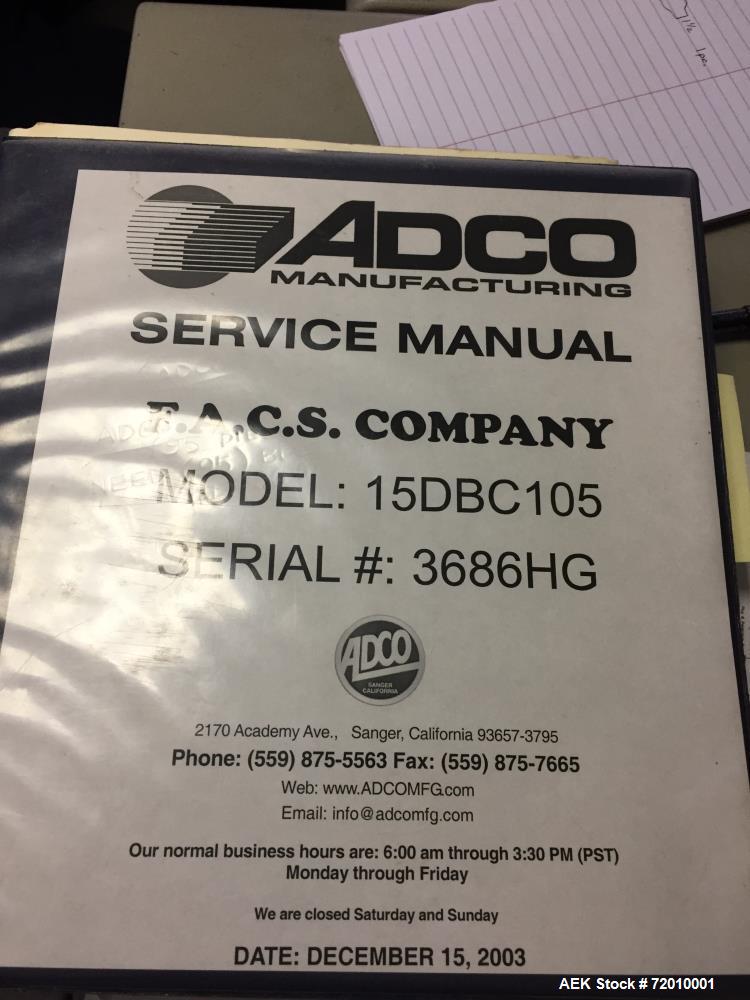 1½ 1pc.
ADCO
MANUFACTURING
SERVICE MANUAL
F.A.C.S. COMPANY
MODEL: 15DBC105
SERIAL #: 3686HG
ADCO
SANGER
CALIFORNIA
2170 Academy Ave., Sanger, California 93657-3795
Phone: (559) 875-5563 Fax: (559) 875-7665
Web: www.ADCOMFG.com
Email: info@adcomfg.com
Our normal business hours are: 6:00 am through 3:30 PM (PST)
Monday through Friday
We are closed Saturday and Sunday
DATE: DECEMBER 15, 2003
AEK Stock # 72010001